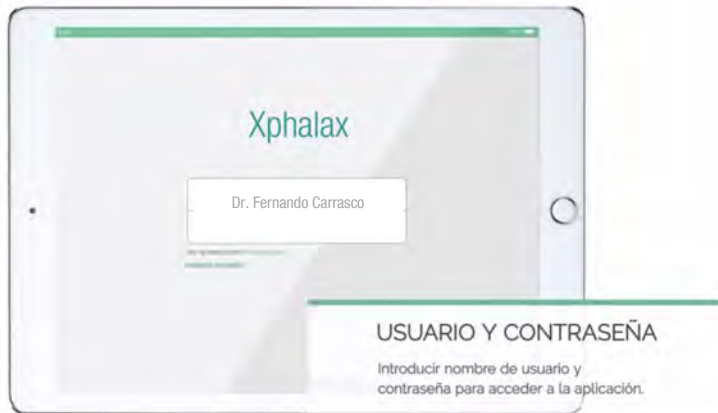 Xphalax
Dr. Fernando Carrasco
USUARIO Y CONTRASEÑA
Introducir nombre de usuario y
contraseña para acceder a la aplicación.